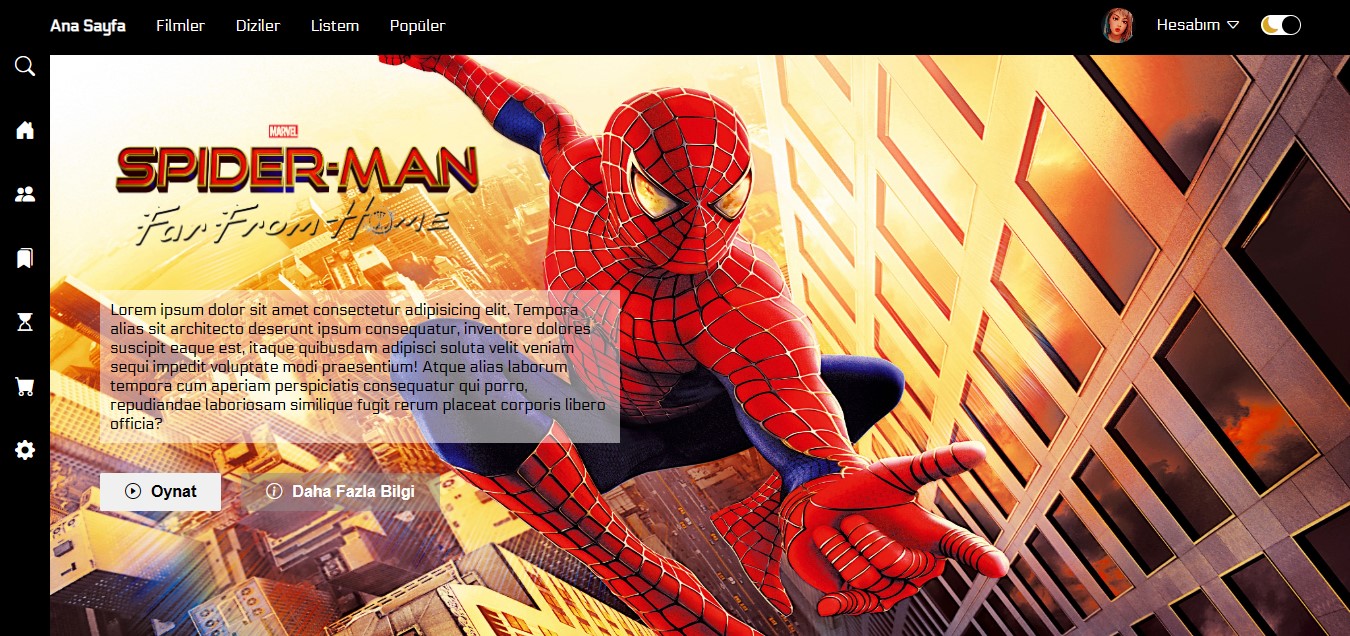 Ana Sayfa Filmler Diziler Listem Popüler Hesabım
MARVEL
SPIDER-MAN
Far From Home
Lorem ipsum dolor sit amet consectetur adipisicing elit. Tempora
alias sit architecto deserunt ipsum consequatur, inventore dolores
suscipit eaque est, itaque quibusdam adipisci soluta velit veniam
sequi impedit voluptate modi praesentium! Atque alias laborum
tempora cum aperiam perspiciatis consequatur qui porro,
repudiandae laboriosam similique fugit rerum placeat corporis libero
officia?
Oynat Daha Fazla Bilgi